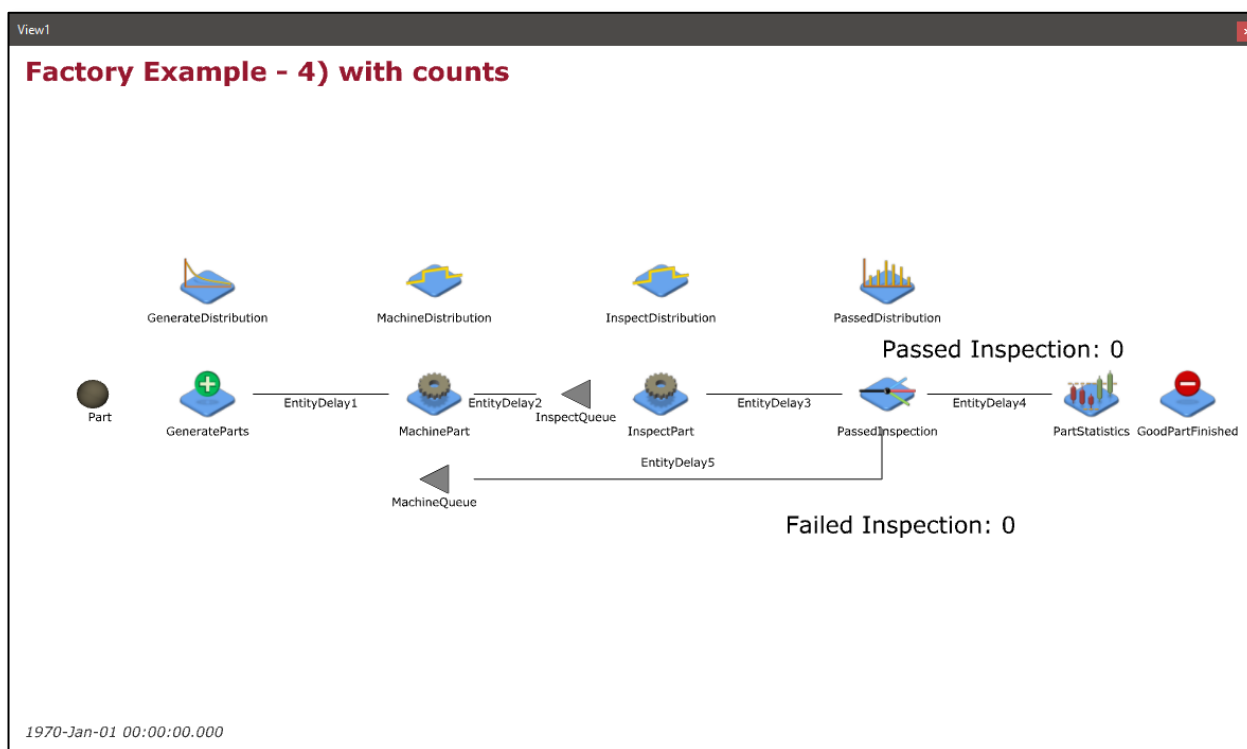 View1
Factory Example - 4) with counts
GenerateDistribution
MachineDistribution
InspectDistribution
PassedDistribution
Passed Inspection: 0
Part
GenerateParts
EntityDelay1
MachinePart
EntityDelay2
InspectQueue
InspectPart
EntityDelay3
PassedInspection
EntityDelay4
PartStatistics
GoodPartFinished
EntityDelay5
MachineQueue
Failed Inspection: 0
1970-Jan-01 00:00:00.000